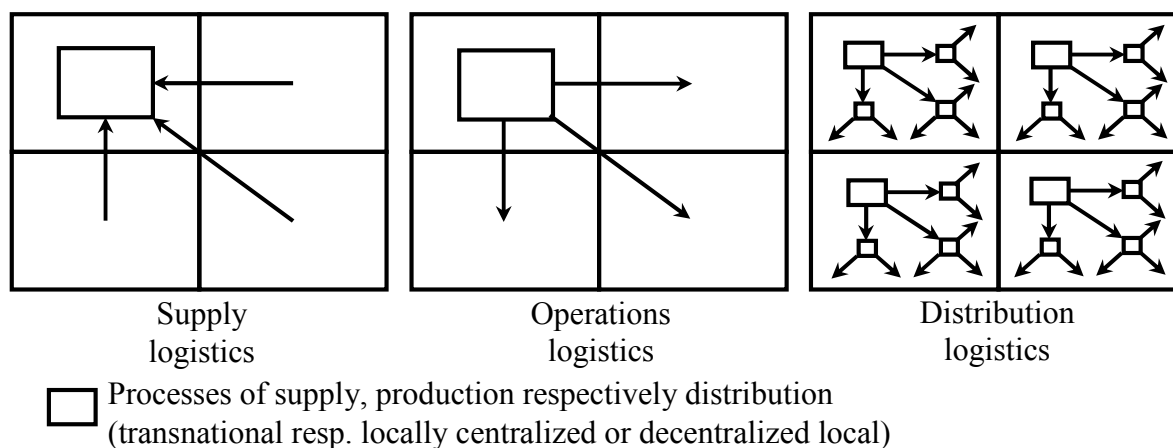 Supply
logistics
Operations
logistics
Distribution
logistics
Processes of supply, production respectively distribution
(transnational resp. locally centralized or decentralized local)